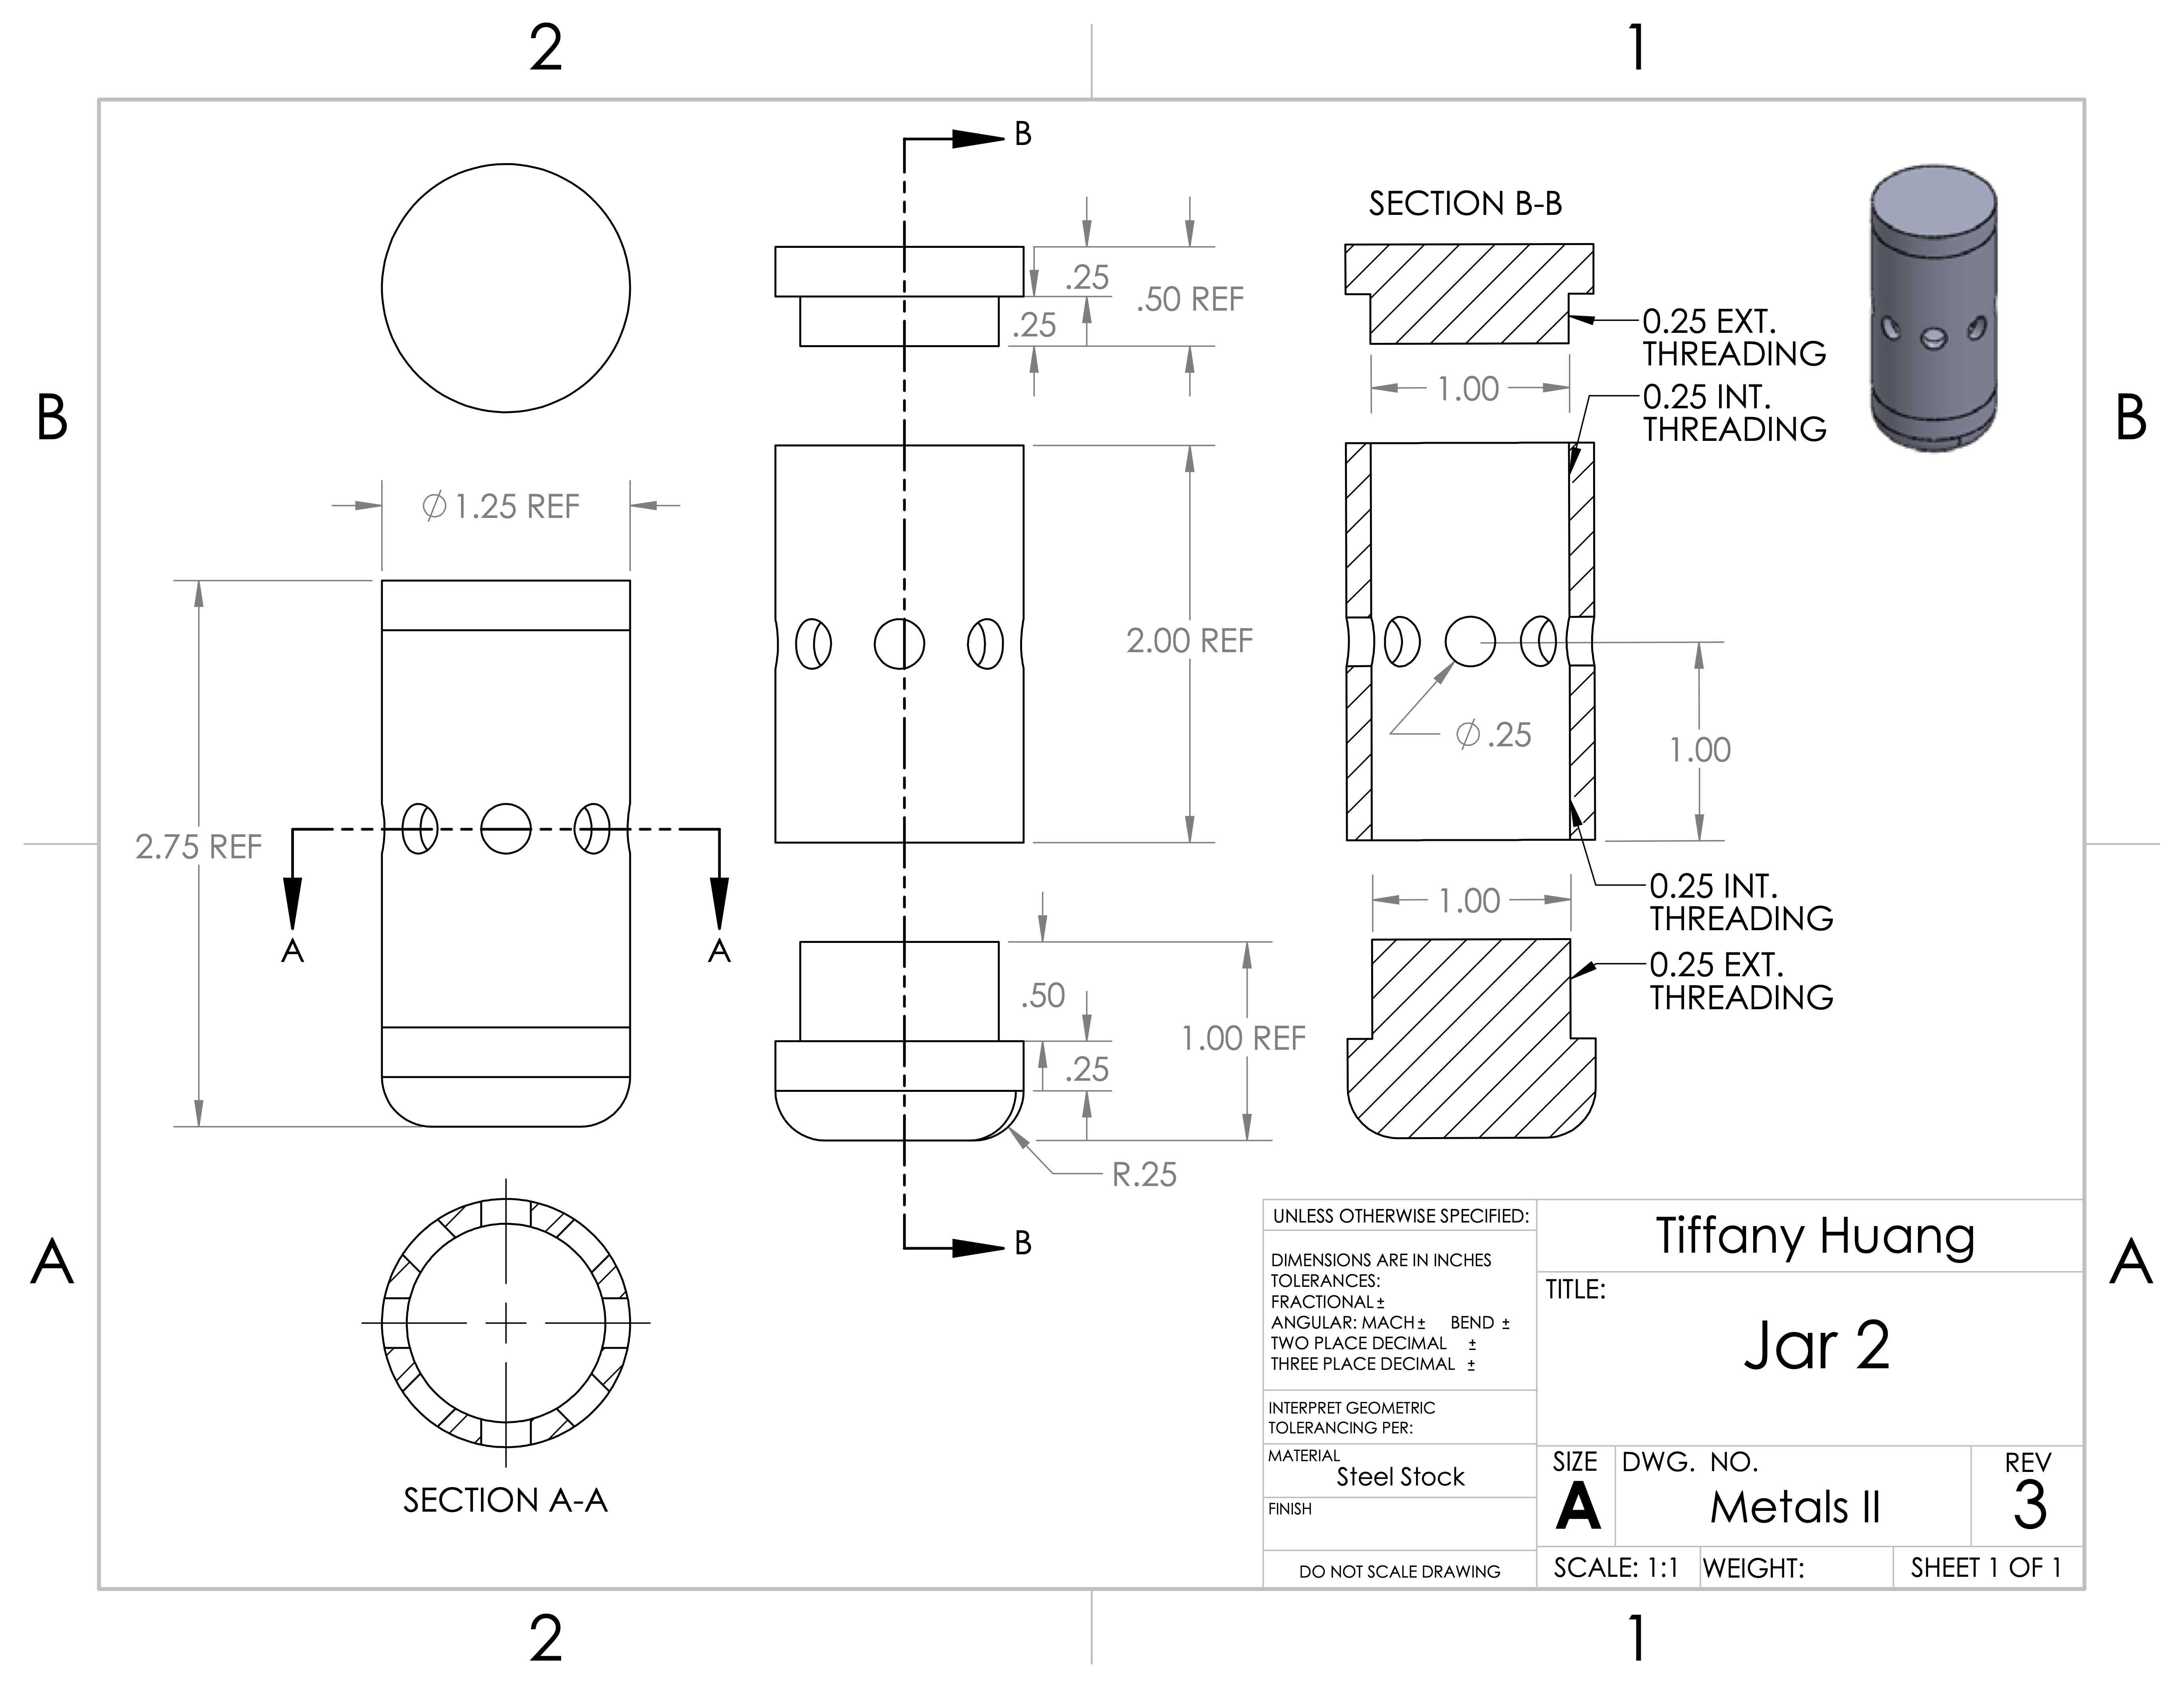 2
1
B
SECTION B-B
.25
.50 REF
.25
0.25 EXT.
THREADING
1.00
0.25 INT.
THREADING
B
B
⌀1.25 REF
2.00 REF
⌀.25
1.00
2.75 REF
A
A
0.25 INT.
THREADING
1.00
0.25 EXT.
THREADING
.50
1.00 REF
.25
R.25
B
A
A
SECTION A-A
UNLESS OTHERWISE SPECIFIED:
DIMENSIONS ARE IN INCHES
TOLERANCES:
FRACTIONAL ±
ANGULAR: MACH ± BEND ±
TWO PLACE DECIMAL ±
THREE PLACE DECIMAL ±
INTERPRET GEOMETRIC
TOLERANCING PER:
MATERIAL
Steel Stock
FINISH
DO NOT SCALE DRAWING
Tiffany Huang
TITLE:
Jar 2
SIZE
A
DWG. NO.
Metals II
REV
3
SCALE: 1:1
WEIGHT:
SHEET 1 OF 1
2
1